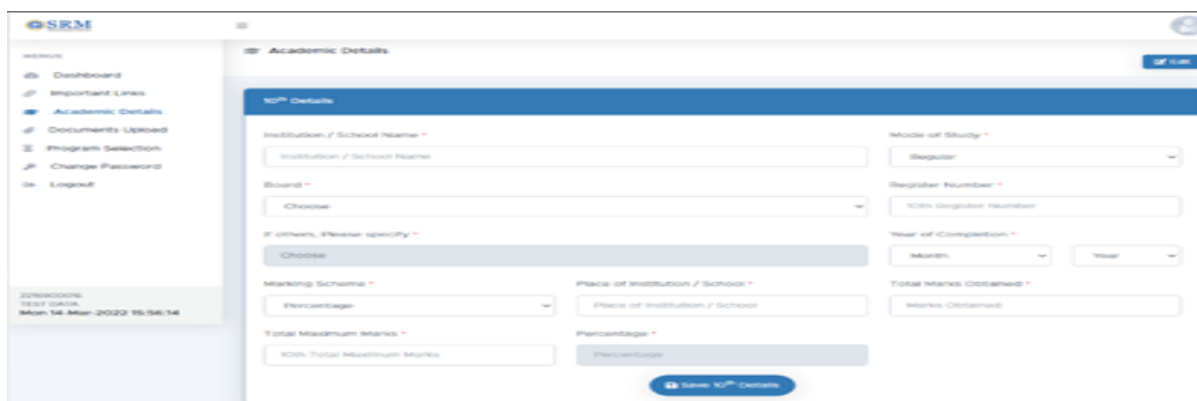 SRM
MENUS
Dashboard
Important Links
Academic Details
Documents Upload
Program Selection
Change Password
Logout
TEST DATA
Mon 14-Mar-2022 15:56:14
Academic Details
Edit
10th Details
Institution / School Name *
Institution / School Name
Mode of Study *
Regular
Board *
Choose
Register Number *
10th Register Number
If others, Please specify *
Choose
Year of Completion *
Month
Year
Marking Scheme *
Percentage
Place of Institution / School *
Place of Institution / School
Total Marks Obtained *
Marks Obtained
Total Maximum Marks *
10th Total Maximum Marks
Percentage *
Percentage
Save 10th Details